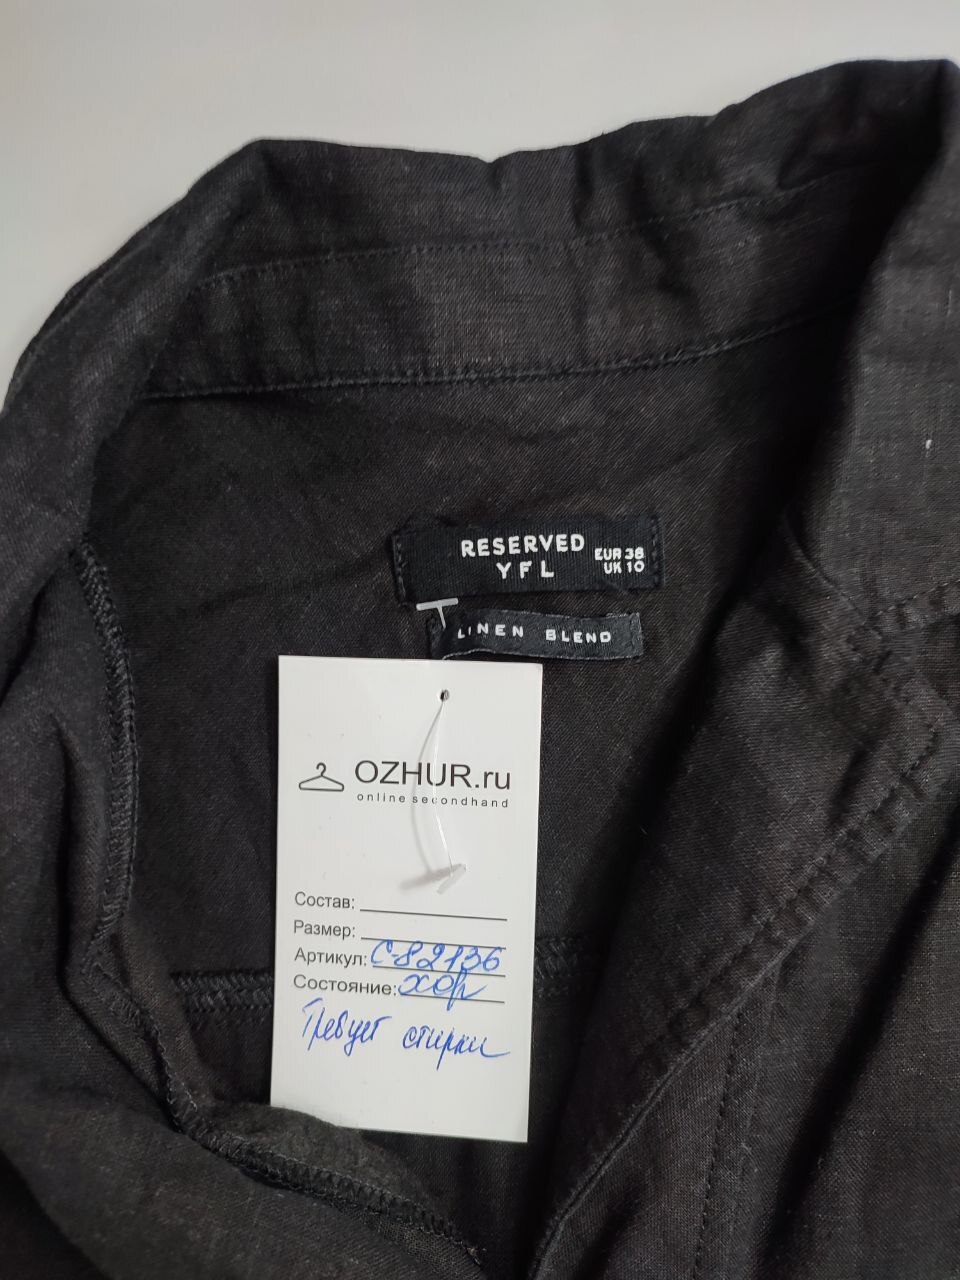 RESERVED
YFL
EUR 38
UK 10
LINEN BLEND
OZHUR.ru
online secondhand
Состав:
Размер:
Артикул: С-82136
Состояние: хор
Требует стирки